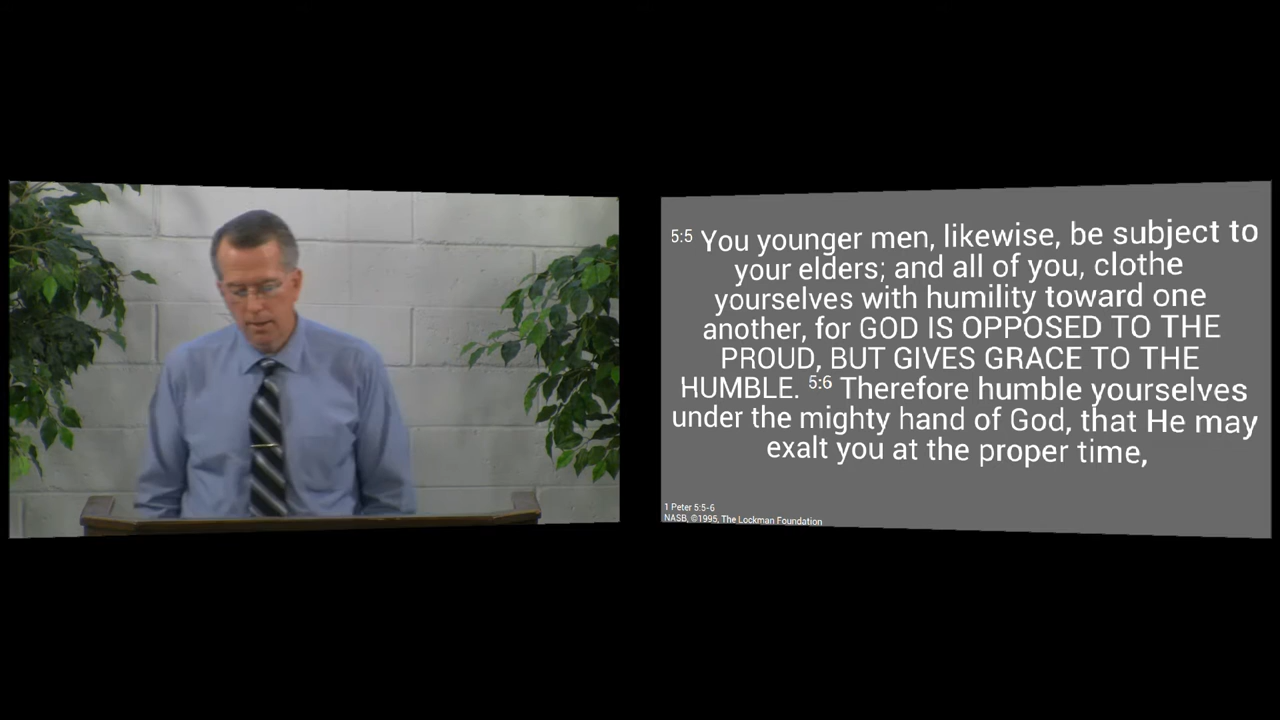 5:5 You younger men, likewise, be subject to
your elders; and all of you, clothe
yourselves with humility toward one
another, for GOD IS OPPOSED TO THE
PROUD, BUT GIVES GRACE TO THE
HUMBLE. 5:6 Therefore humble yourselves
under the mighty hand of God, that He may
exalt you at the proper time,
1 Peter 5:5-6
NASB, ©1995, The Lockman Foundation